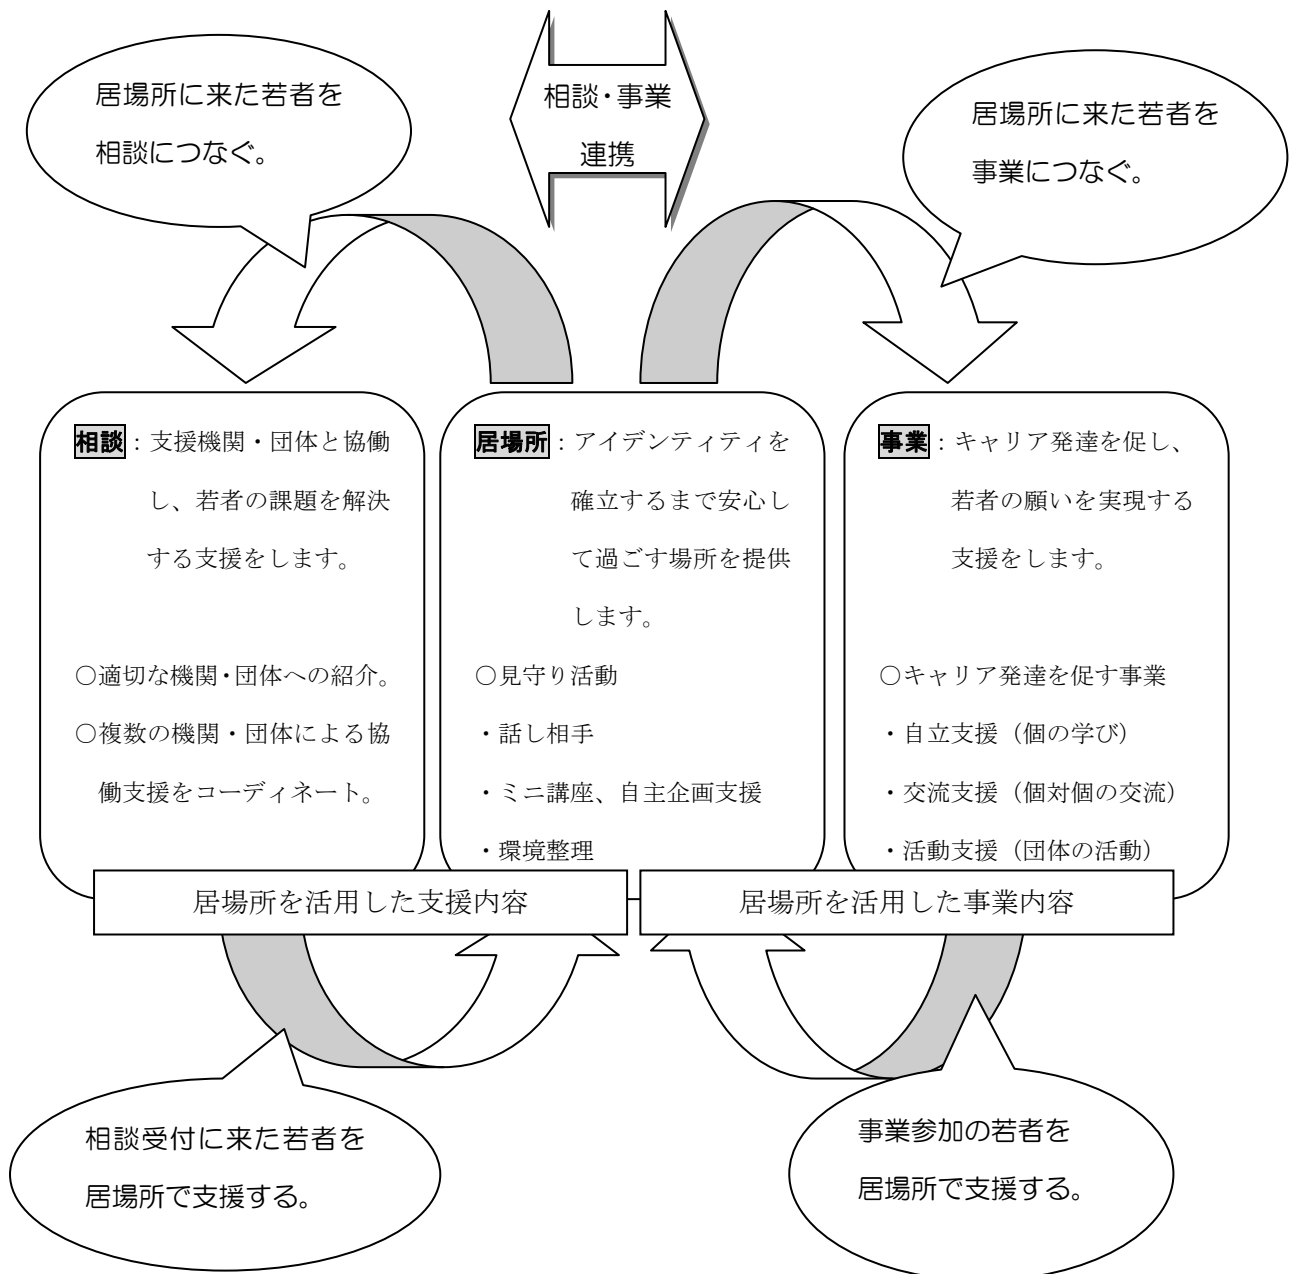 居場所に来た若者を
相談につなぐ。
相談・事業
連携
居場所に来た若者を
事業につなぐ。
相談：支援機関・団体と協働
し、若者の課題を解決
する支援をします。
○適切な機関・団体への紹介。
○複数の機関・団体による協
働支援をコーディネート。
居場所：アイデンティティを
確立するまで安心し
て過ごす場所を提供
します。
○見守り活動
・話し相手
・ミニ講座、自主企画支援
・環境整理
事業：キャリア発達を促し、
若者の願いを実現する
支援をします。
○キャリア発達を促す事業
・自立支援（個の学び）
・交流支援（個対個の交流）
・活動支援（団体の活動）
居場所を活用した支援内容
居場所を活用した事業内容
相談受付に来た若者を
居場所で支援する。
事業参加の若者を
居場所で支援する。